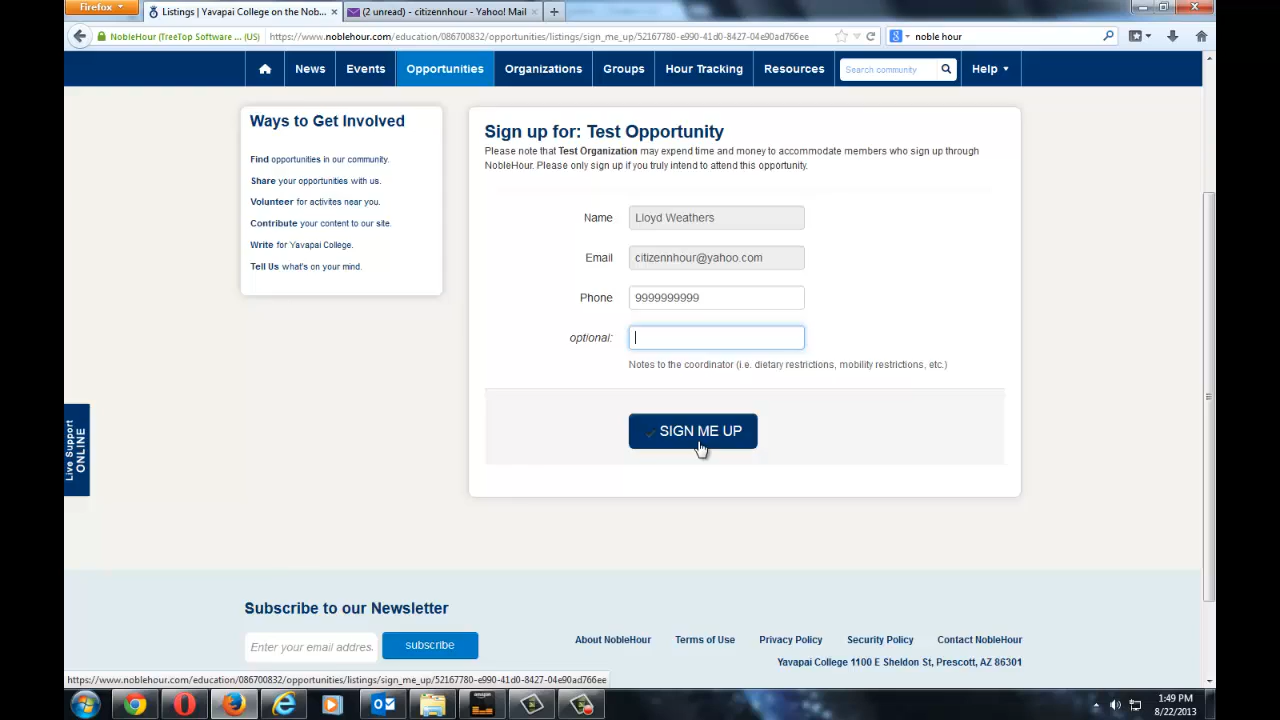 Firefox
Listings | Yavapai College on the Nob...
(2 unread) - citizennhour - Yahoo! Mail
NobleHour (TreeTop Software ... (US)
https://www.noblehour.com/education/086700832/opportunities/listings/sign_me_up/52167780-e990-41d0-8427-04d90ad766ee
noble hour
News
Events
Opportunities
Organizations
Groups
Hour Tracking
Resources
Search community
Help
Ways to Get Involved
Find opportunities in our community.
Share your opportunities with us.
Volunteer for activites near you.
Contribute your content to our site.
Write for Yavapai College.
Tell Us what's on your mind.
Sign up for: Test Opportunity
Please note that Test Organization may expend time and money to accommodate members who sign up through
NobleHour. Please only sign up if you truly intend to attend this opportunity.
Name Lloyd Weathers
Email citizennhour@yahoo.com
Phone 9999999999
optional:
Notes to the coordinator (i.e. dietary restrictions, mobility restrictions, etc.)
SIGN ME UP
Live Support
ONLINE
Subscribe to our Newsletter
Enter your email addres.
subscribe
About NobleHour
Terms of Use
Privacy Policy
Security Policy
Contact NobleHour
Yavapai College 1100 E Sheldon St, Prescott, AZ 86301
https://www.noblehour.com/education/086700832/opportunities/listings/sign_me_up/52167780-e990-41d0-8427-04d90ad766ee
1:49 PM
8/22/2013